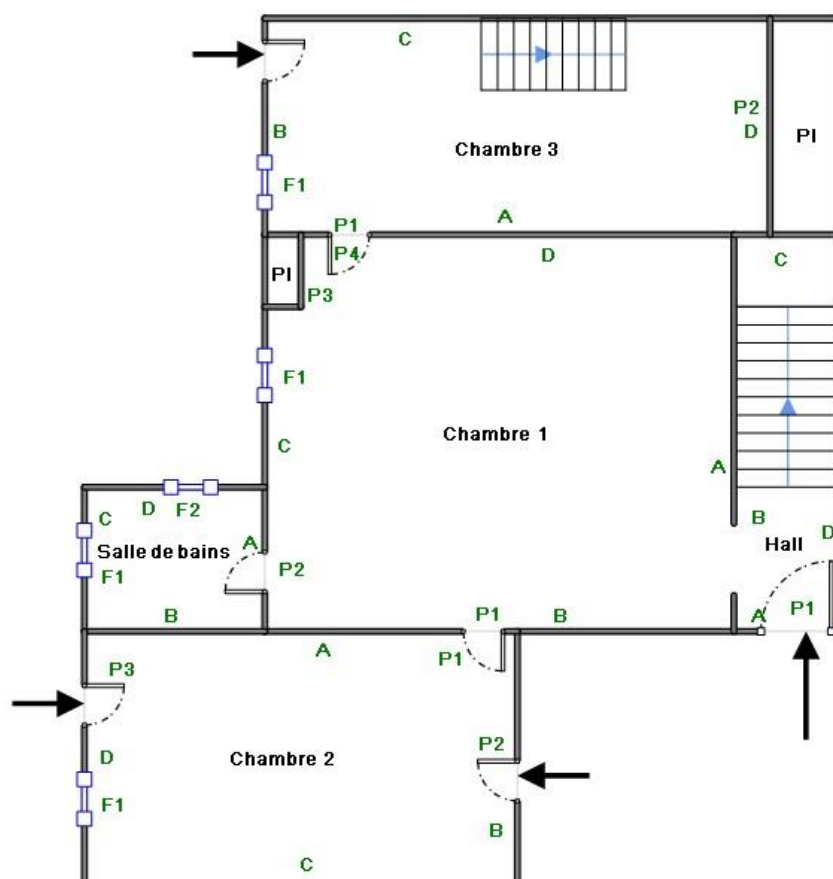 C
P2
B
D
PI
Chambre 3
F1
A
P1
P4
D
C
PI
P3
F1
Chambre 1
C
A
D
F2
C
B
Salle de bains
A
Hall
D
F1
P2
B
P1
B
A
P1
A
P1
P3
P2
D
Chambre 2
F1
B
C